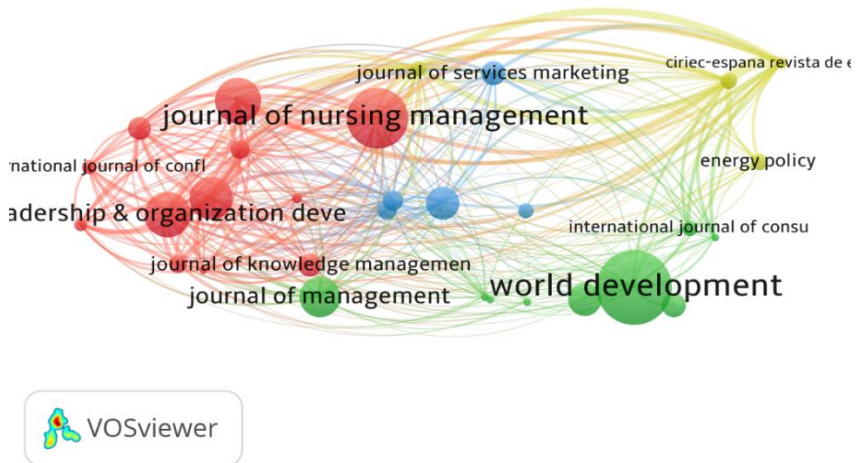 ciriec-espana revista de e
journal of services marketing
journal of nursing management
energy policy
rnational journal of confl
adership & organization deve
international journal of consu
journal of knowledge managemen
world development
journal of management
VOSviewer